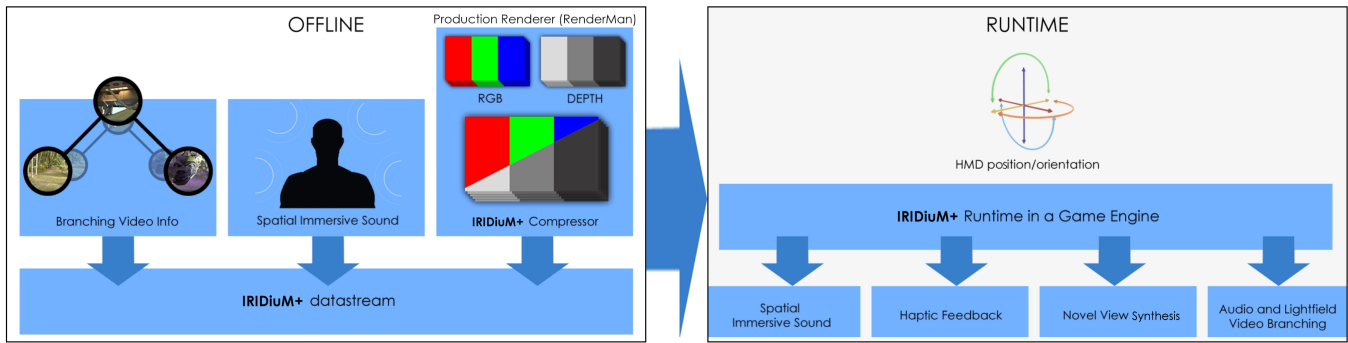 OFFLINE
Production Renderer (RenderMan)
RGB
DEPTH
Branching Video Info
Spatial Immersive Sound
IRIDiuM+ Compressor
IRIDiuM+ datastream
RUNTIME
HMD position/orientation
IRIDiuM+ Runtime in a Game Engine
Spatial
Immersive Sound
Haptic Feedback
Novel View Synthesis
Audio and Lightfield
Video Branching